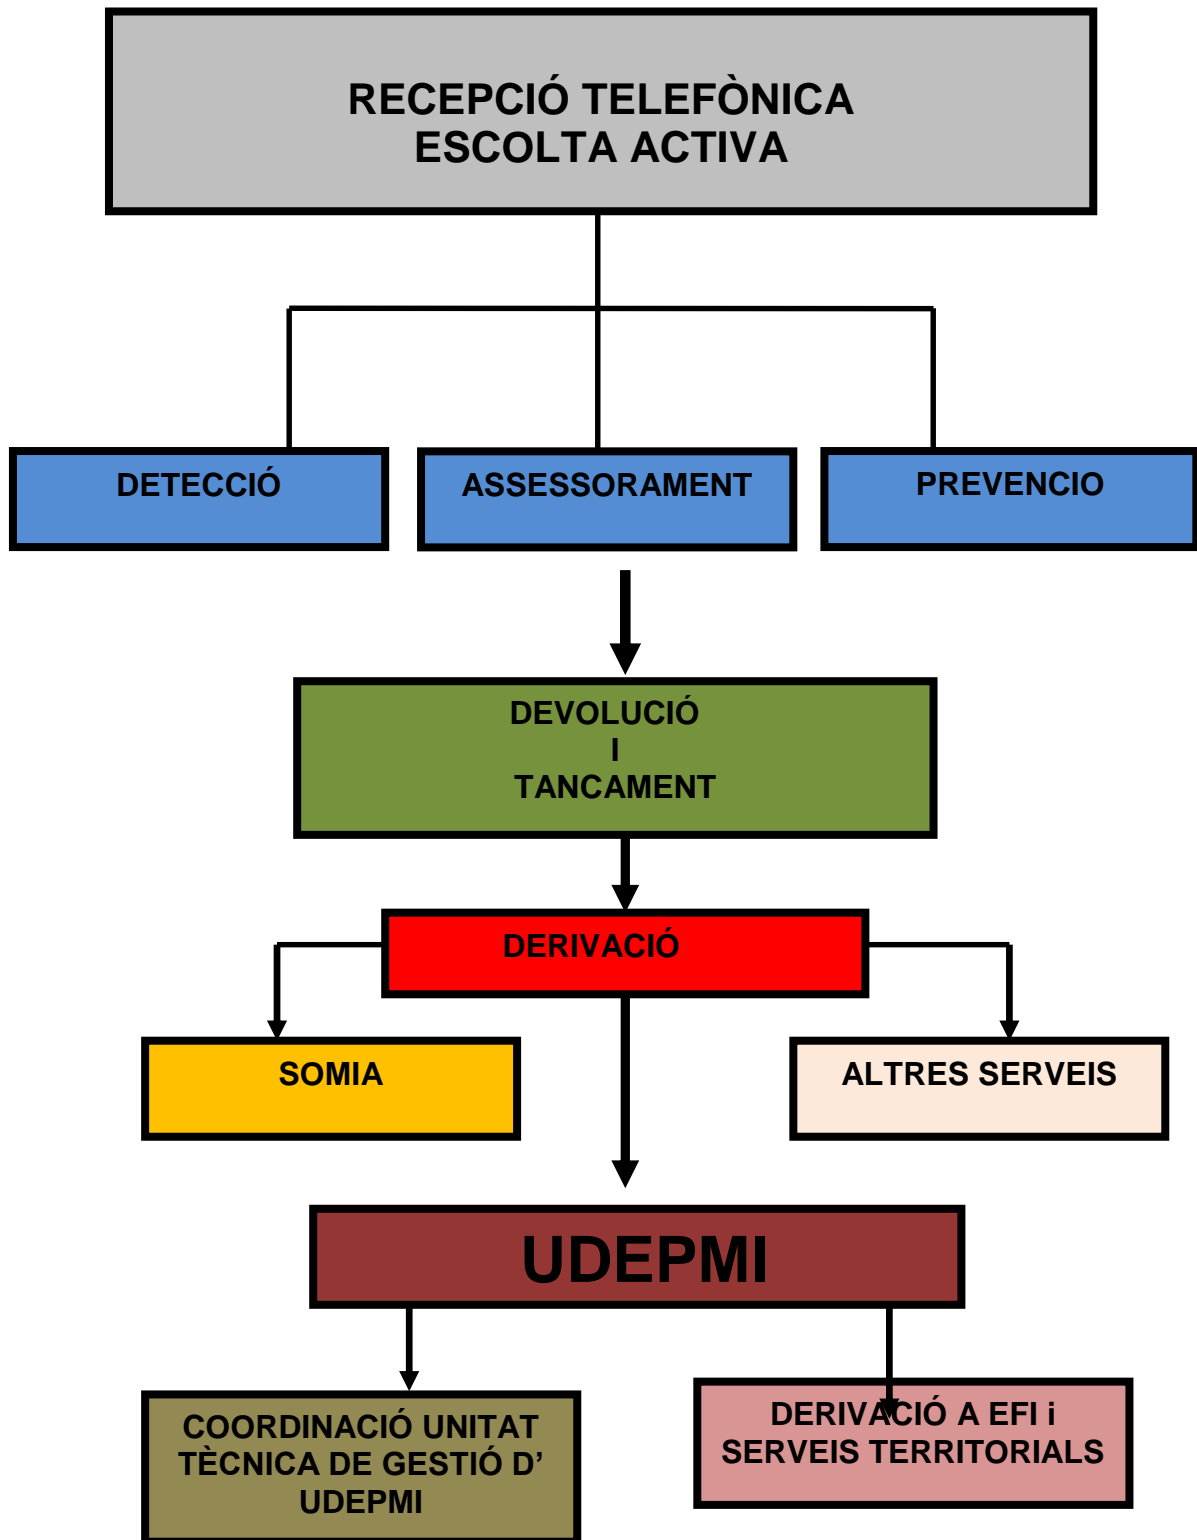 RECEPCIÓ TELEFÒNICA
ESCOLTA ACTIVA
DETECCIÓ
ASSESSORAMENT
PREVENCIO
DEVOLUCIÓ
I
TANCAMENT
DERIVACIÓ
SOMIA
ALTRES SERVEIS
UDEPMI
COORDINACIÓ UNITAT
TÈCNICA DE GESTIÓ D’
UDEPMI
DERIVACIÓ A EFI i
SERVEIS TERRITORIALS